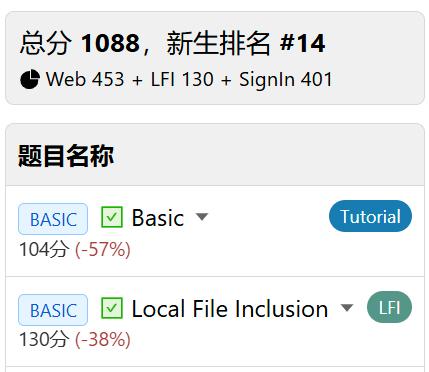 总分 1088，新生排名 #14
Web 453 + LFI 130 + SignIn 401
题目名称
BASIC Basic Tutorial
104分 (-57%)
BASIC Local File Inclusion LFI
130分 (-38%)